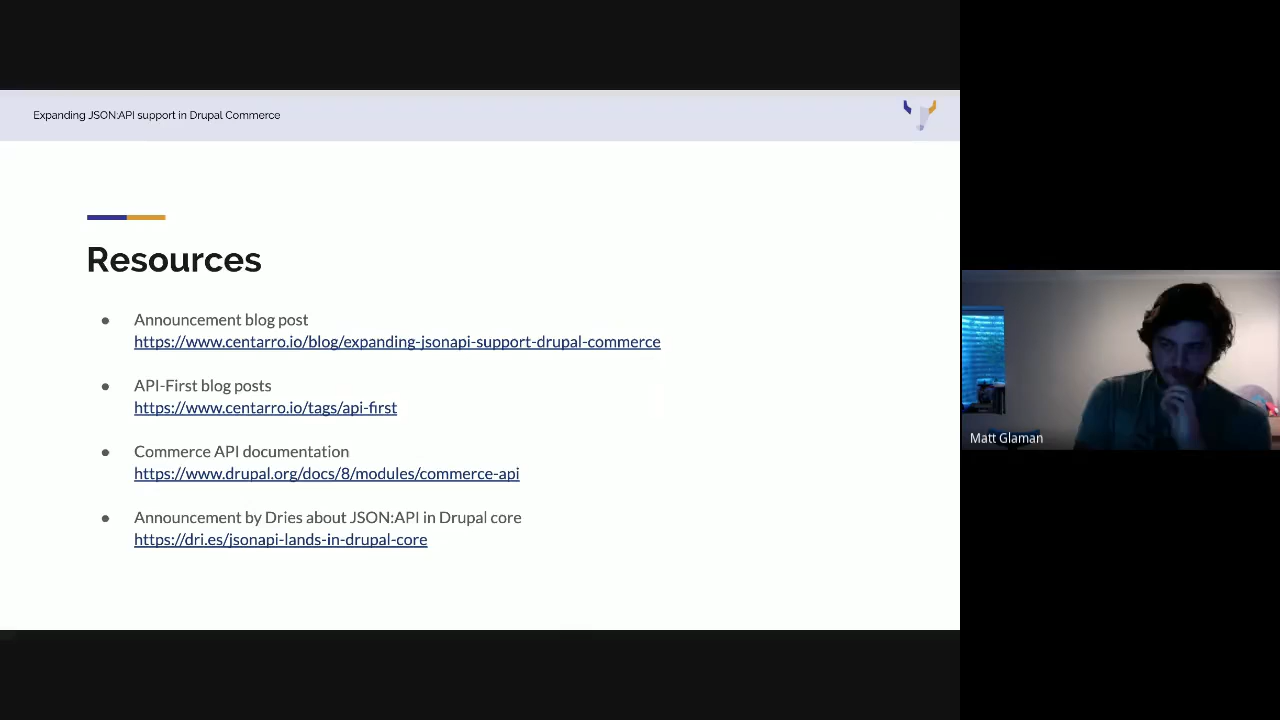 Expanding JSON:API support in Drupal Commerce
Resources
● Announcement blog post
https://www.centarro.io/blog/expanding-jsonapi-support-drupal-commerce
● API-First blog posts
https://www.centarro.io/tags/api-first
● Commerce API documentation
https://www.drupal.org/docs/8/modules/commerce-api
● Announcement by Dries about JSON:API in Drupal core
https://dri.es/jsonapi-lands-in-drupal-core
Matt Glaman